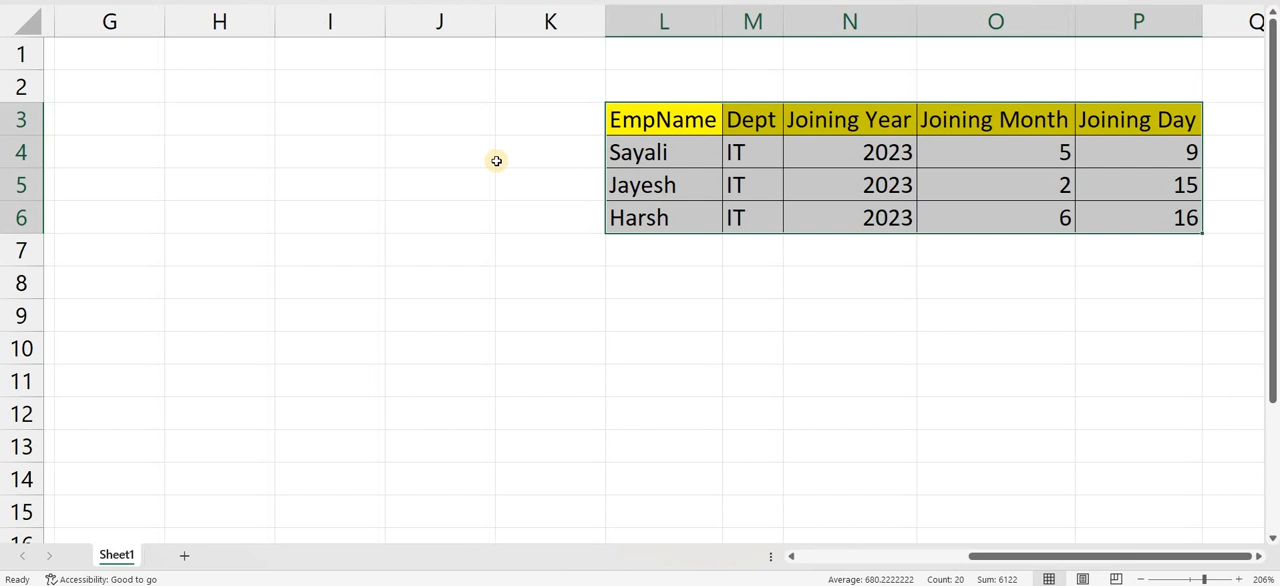 G H I J K L M N O P Q
1
2
3 EmpName Dept Joining Year Joining Month Joining Day
4 Sayali IT 2023 5 9
5 Jayesh IT 2023 2 15
6 Harsh IT 2023 6 16
7
8
9
10
11
12
13
14
15
16
Sheet1
Ready Accessibility: Good to go Average: 680.2222222 Count: 20 Sum: 6122 206%